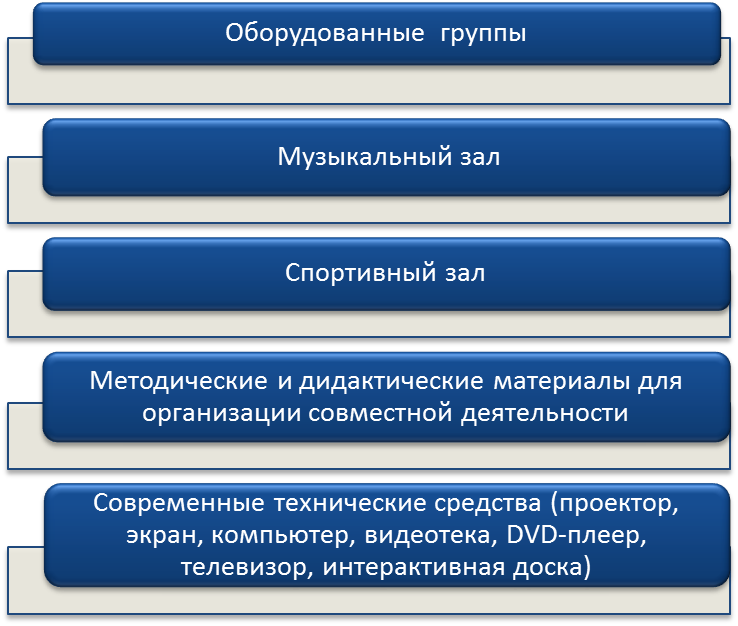 Оборудованные группы
Музыкальный зал
Спортивный зал
Методические и дидактические материалы для
организации совместной деятельности
Современные технические средства (проектор,
экран, компьютер, видеотека, DVD-плеер,
телевизор, интерактивная доска)